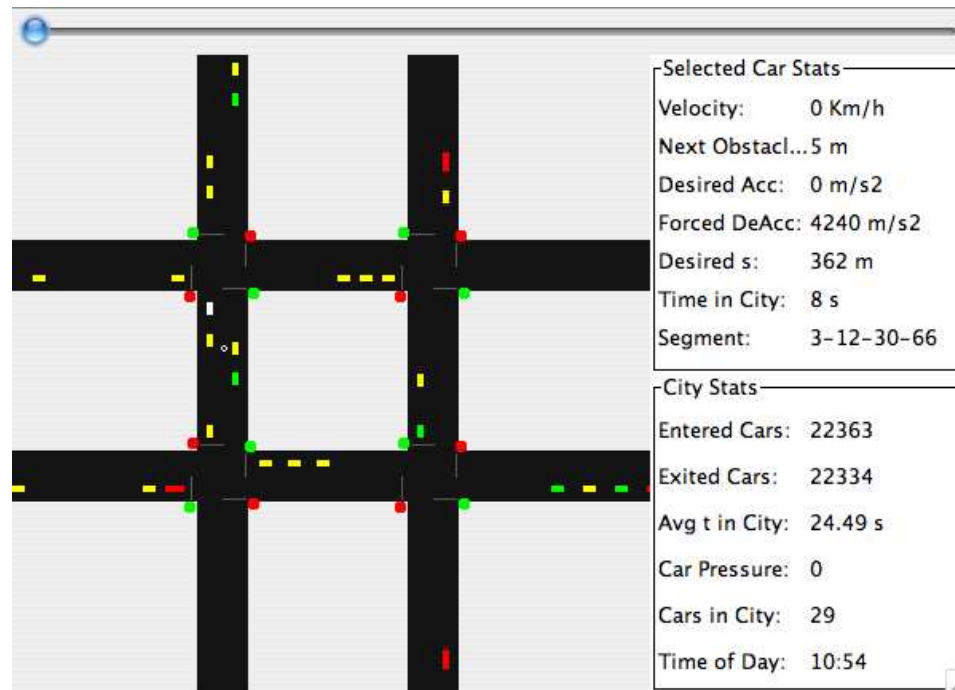 Selected Car Stats
Velocity: 0 Km/h
Next Obstacl...5 m
Desired Acc: 0 m/s2
Forced DeAcc: 4240 m/s2
Desired s: 362 m
Time in City: 8 s
Segment: 3-12-30-66
City Stats
Entered Cars: 22363
Exited Cars: 22334
Avg t in City: 24.49 s
Car Pressure: 0
Cars in City: 29
Time of Day: 10:54